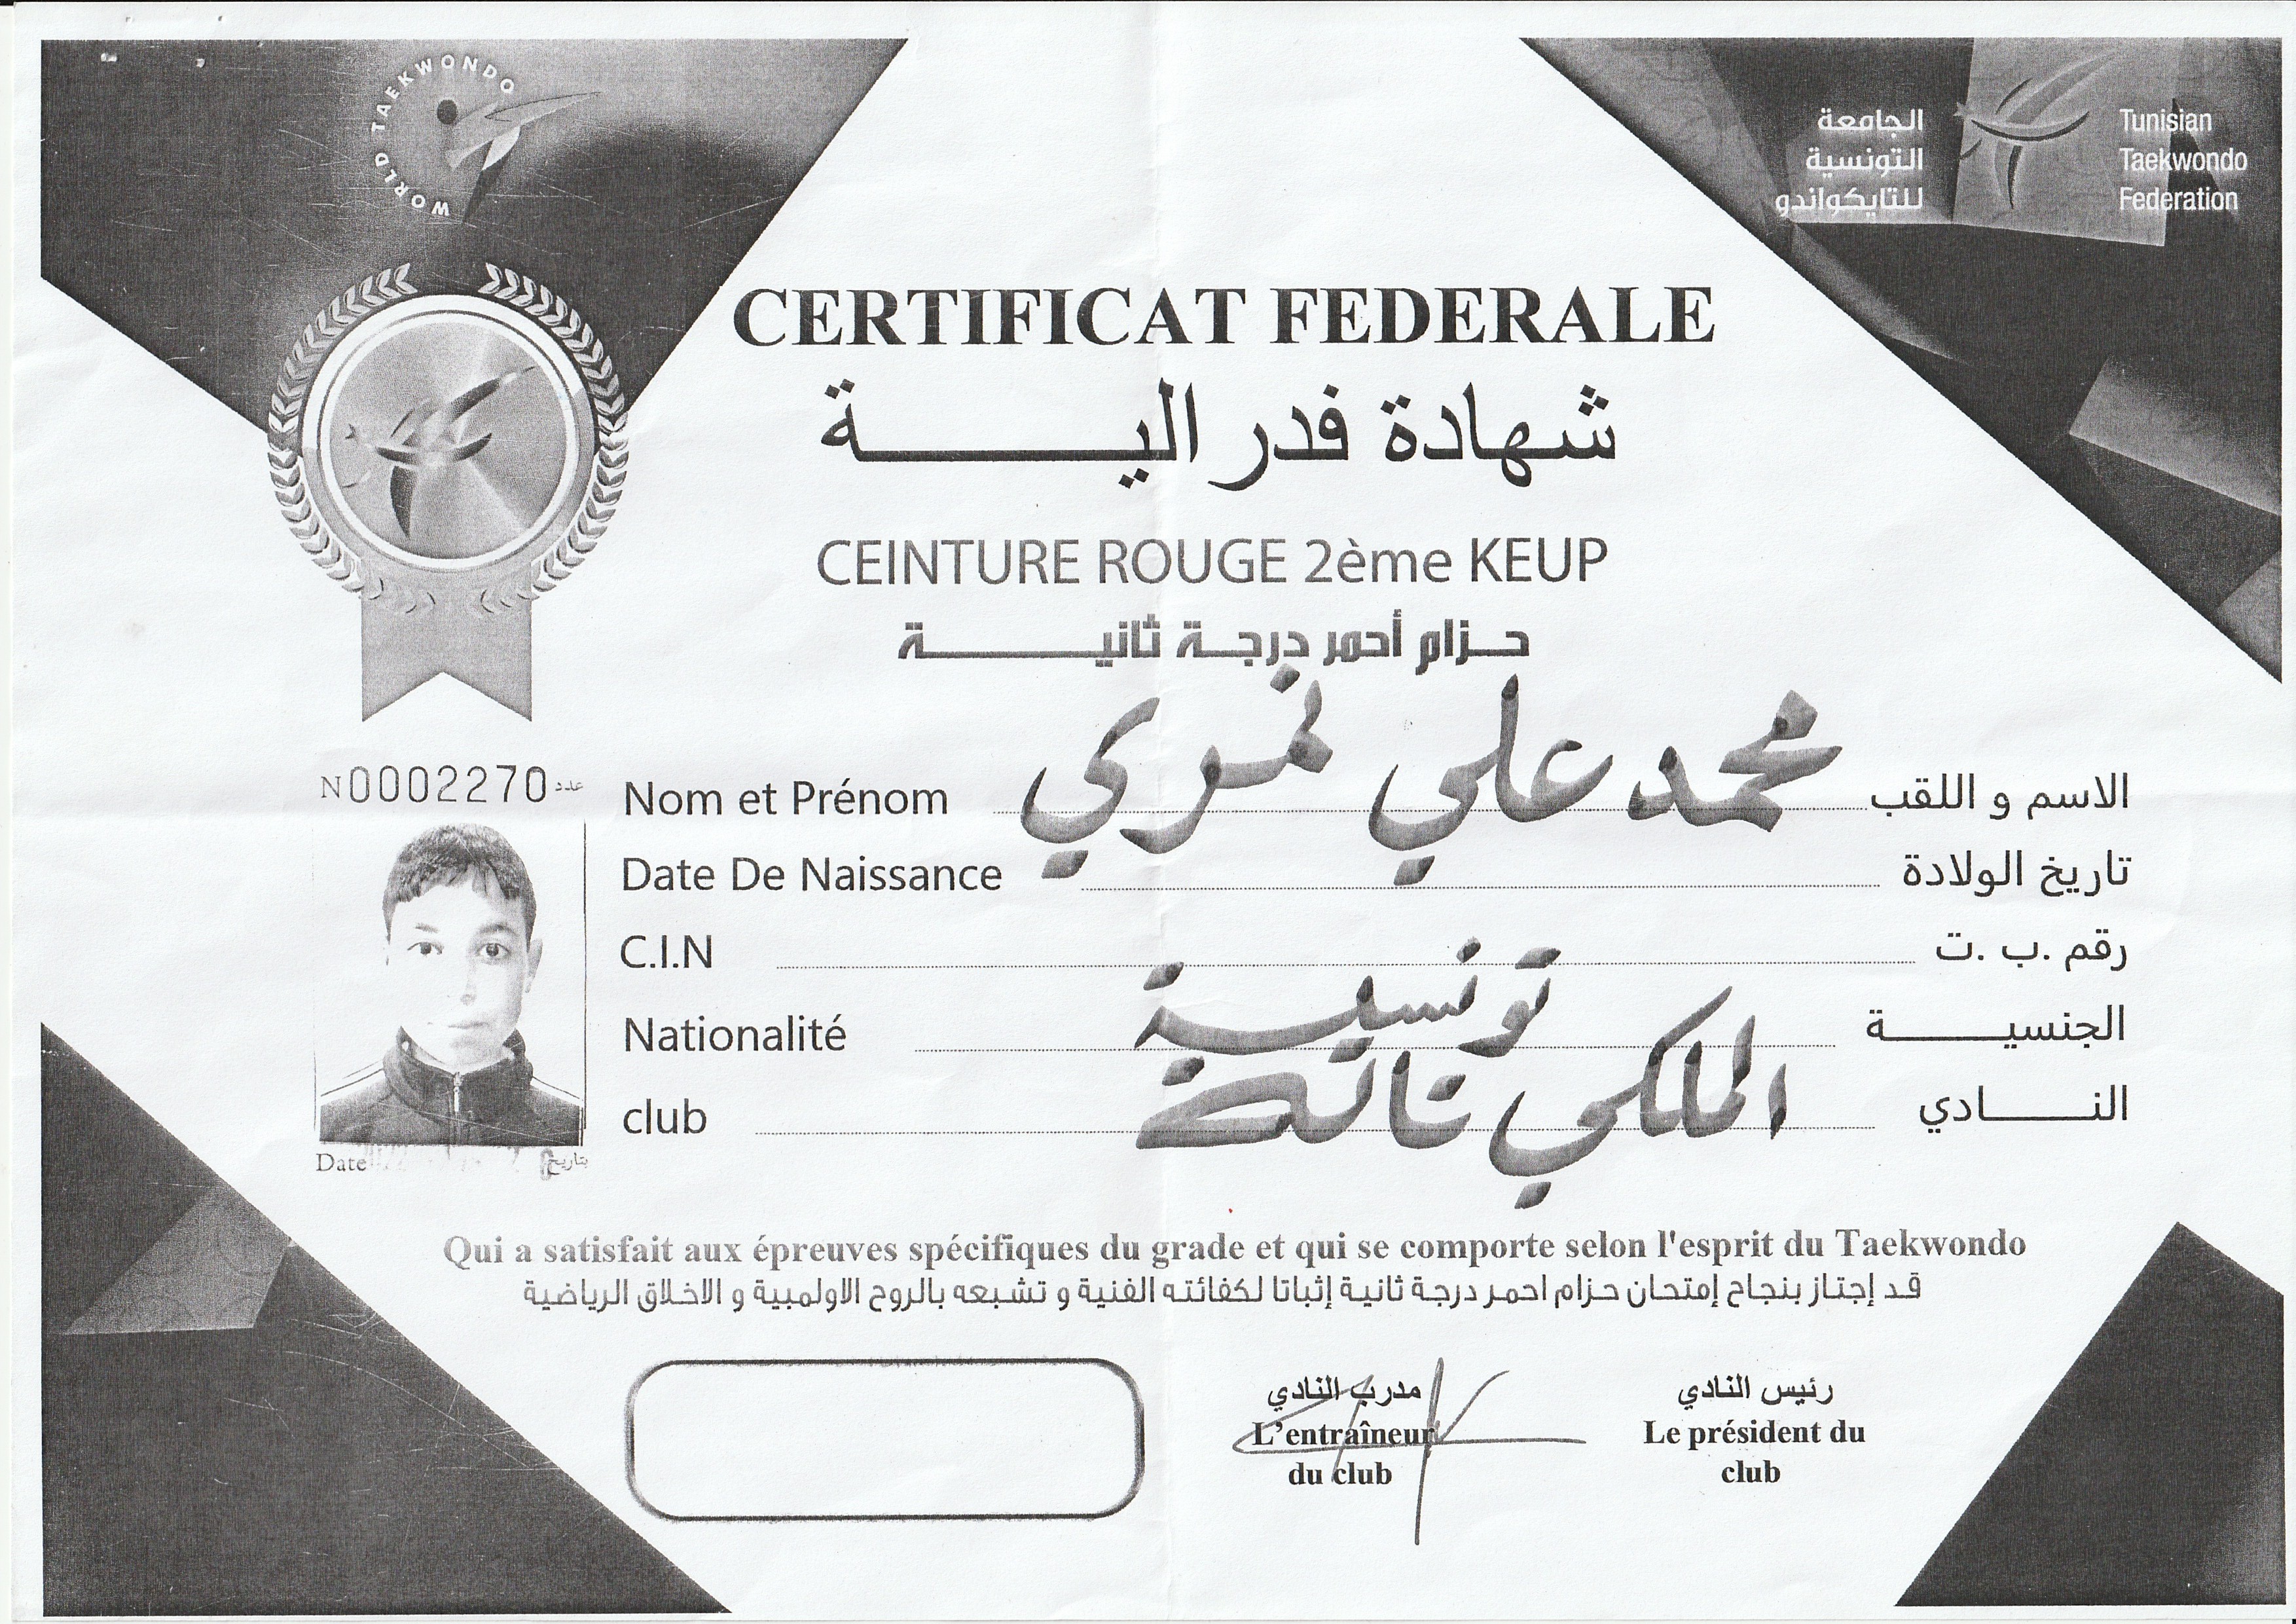 WORLD TAEKWONDO
الجامعة
التونسية
للتايكواندو
Tunisian
Taekwondo
Federation
CERTIFICAT FEDERALE
شهادة فدرالية
CEINTURE ROUGE 2ème KEUP
حزام أحمر درجة ثانية
N0002270 عدد
Nom et Prénom محمد علي نمري الاسم و اللقب
Date De Naissance تاريخ الولادة
C.I.N رقم .ب .ت
Nationalité تونسية الجنسية
club الملكي تالة النادي
Date بتاريخ
Qui a satisfait aux épreuves spécifiques du grade et qui se comporte selon l'esprit du Taekwondo
قد إجتاز بنجاح إمتحان حزام احمر درجة ثانية إثباتا لكفائته الفنية و تشبعه بالروح الاولمبية و الاخلاق الرياضية
مدرب النادي
L'entraîneur
du club
رئيس النادي
Le président du
club